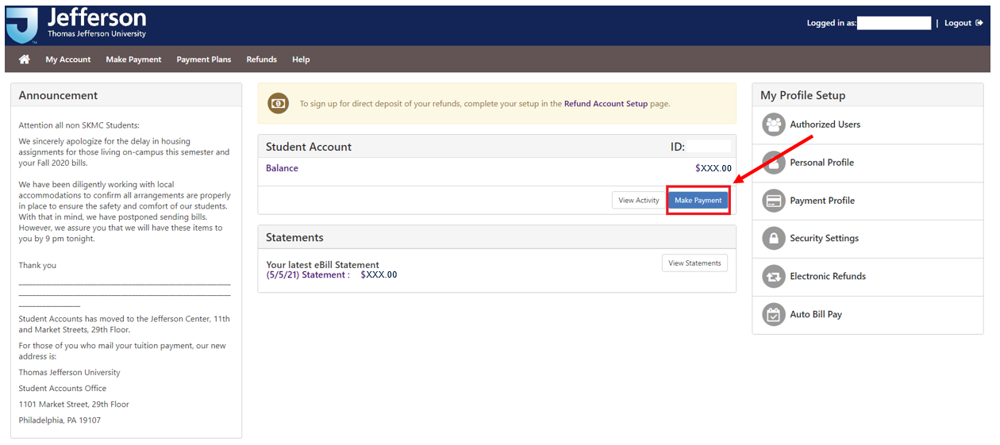 Jefferson
Thomas Jefferson University
Logged in as: | Logout
My Account Make Payment Payment Plans Refunds Help
Announcement
Attention all non SKMC Students:
We sincerely apologize for the delay in housing
assignments for those living on-campus this semester and
your Fall 2020 bills.
We have been diligently working with local
accommodations to confirm all arrangements are properly
in place to ensure the safety and comfort of our students.
With that in mind, we have postponed sending bills.
However, we assure you that we will have these items to
you by 9 pm tonight.
Thank you
Student Accounts has moved to the Jefferson Center, 11th
and Market Streets, 29th Floor.
For those of you who mail your tuition payment, our new
address is:
Thomas Jefferson University
Student Accounts Office
1101 Market Street, 29th Floor
Philadelphia, PA 19107
To sign up for direct deposit of your refunds, complete your setup in the Refund Account Setup page.
Student Account ID:
Balance $XXX.00
View Activity Make Payment
Statements
Your latest eBill Statement
(5/5/21) Statement : $XXX.00
View Statements
My Profile Setup
Authorized Users
Personal Profile
Payment Profile
Security Settings
Electronic Refunds
Auto Bill Pay